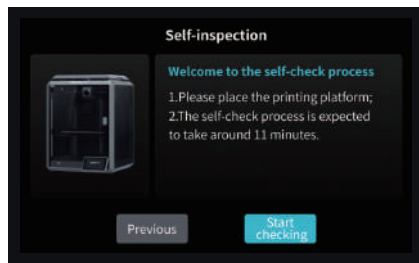 Self-inspection
Welcome to the self-check process
1.Please place the printing platform;
2.The self-check process is expected
to take around 11 minutes.
Previous
Start
checking